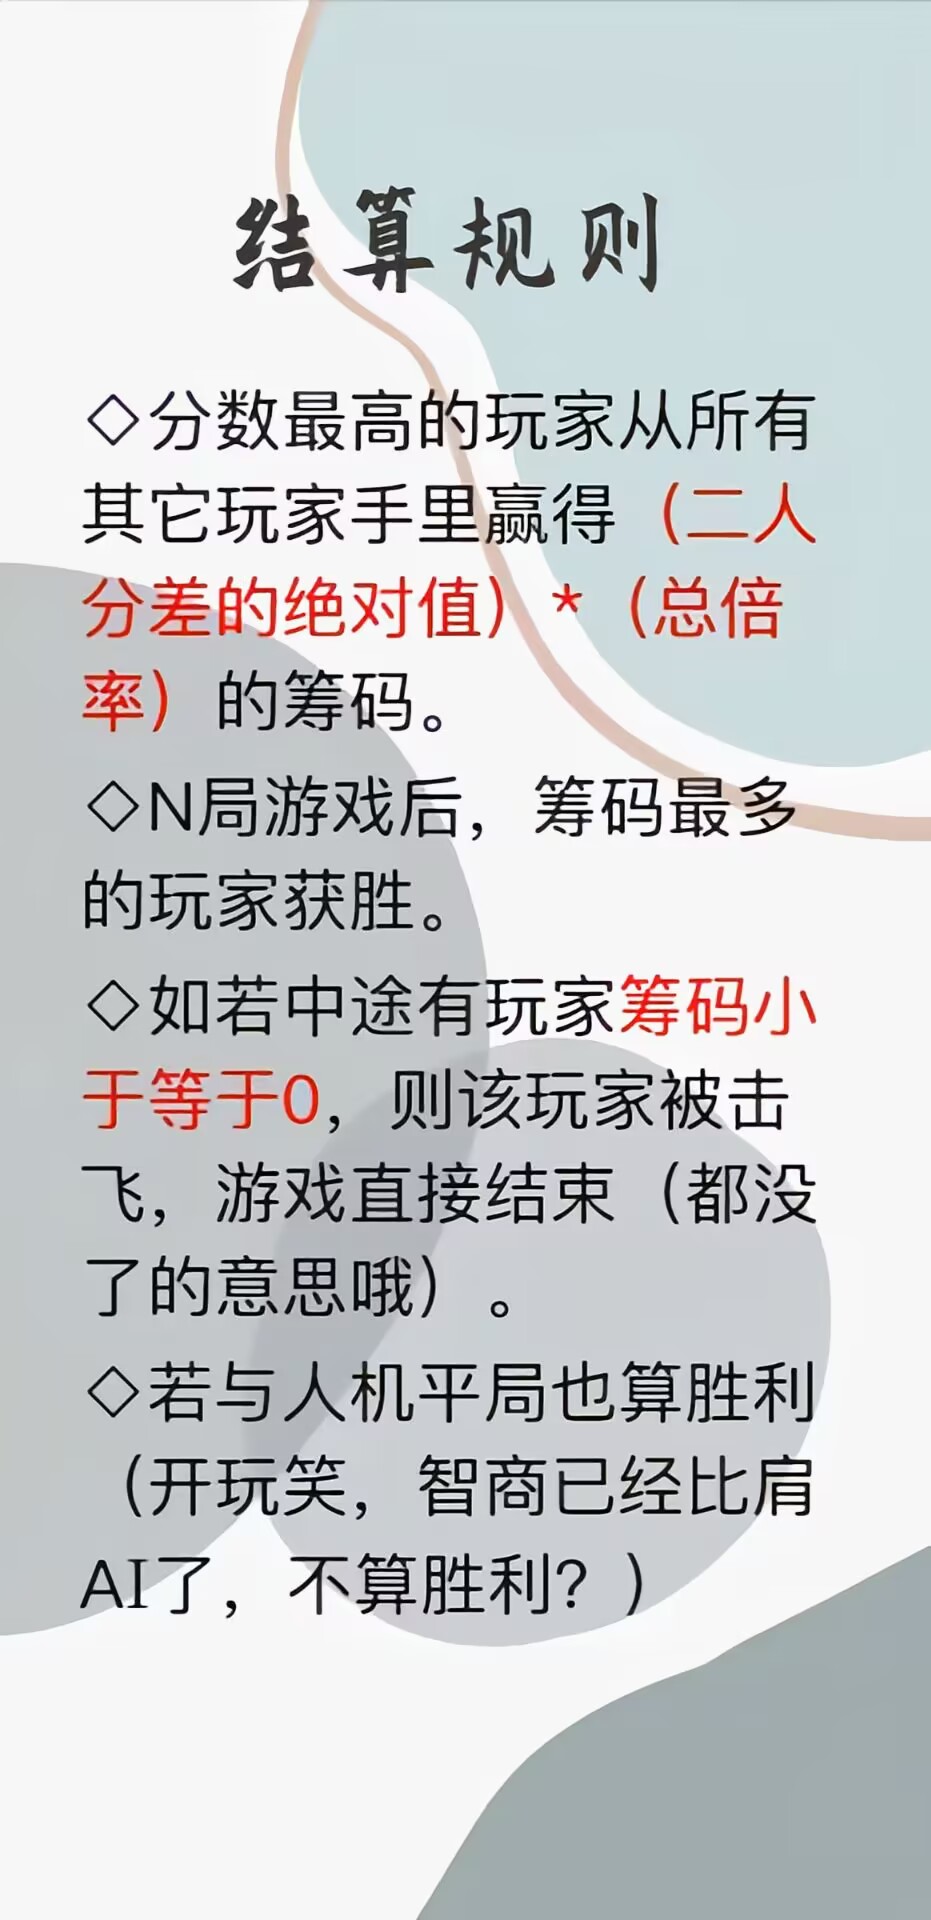 结算规则
◇分数最高的玩家从所有
其它玩家手里赢得（二人
分差的绝对值）*（总倍
率）的筹码。
◇N局游戏后，筹码最多
的玩家获胜。
◇如若中途有玩家筹码小
于等于0，则该玩家被击
飞，游戏直接结束（都没
了的意思哦）。
◇若与人机平局也算胜利
（开玩笑，智商已经比肩
AI了，不算胜利？）